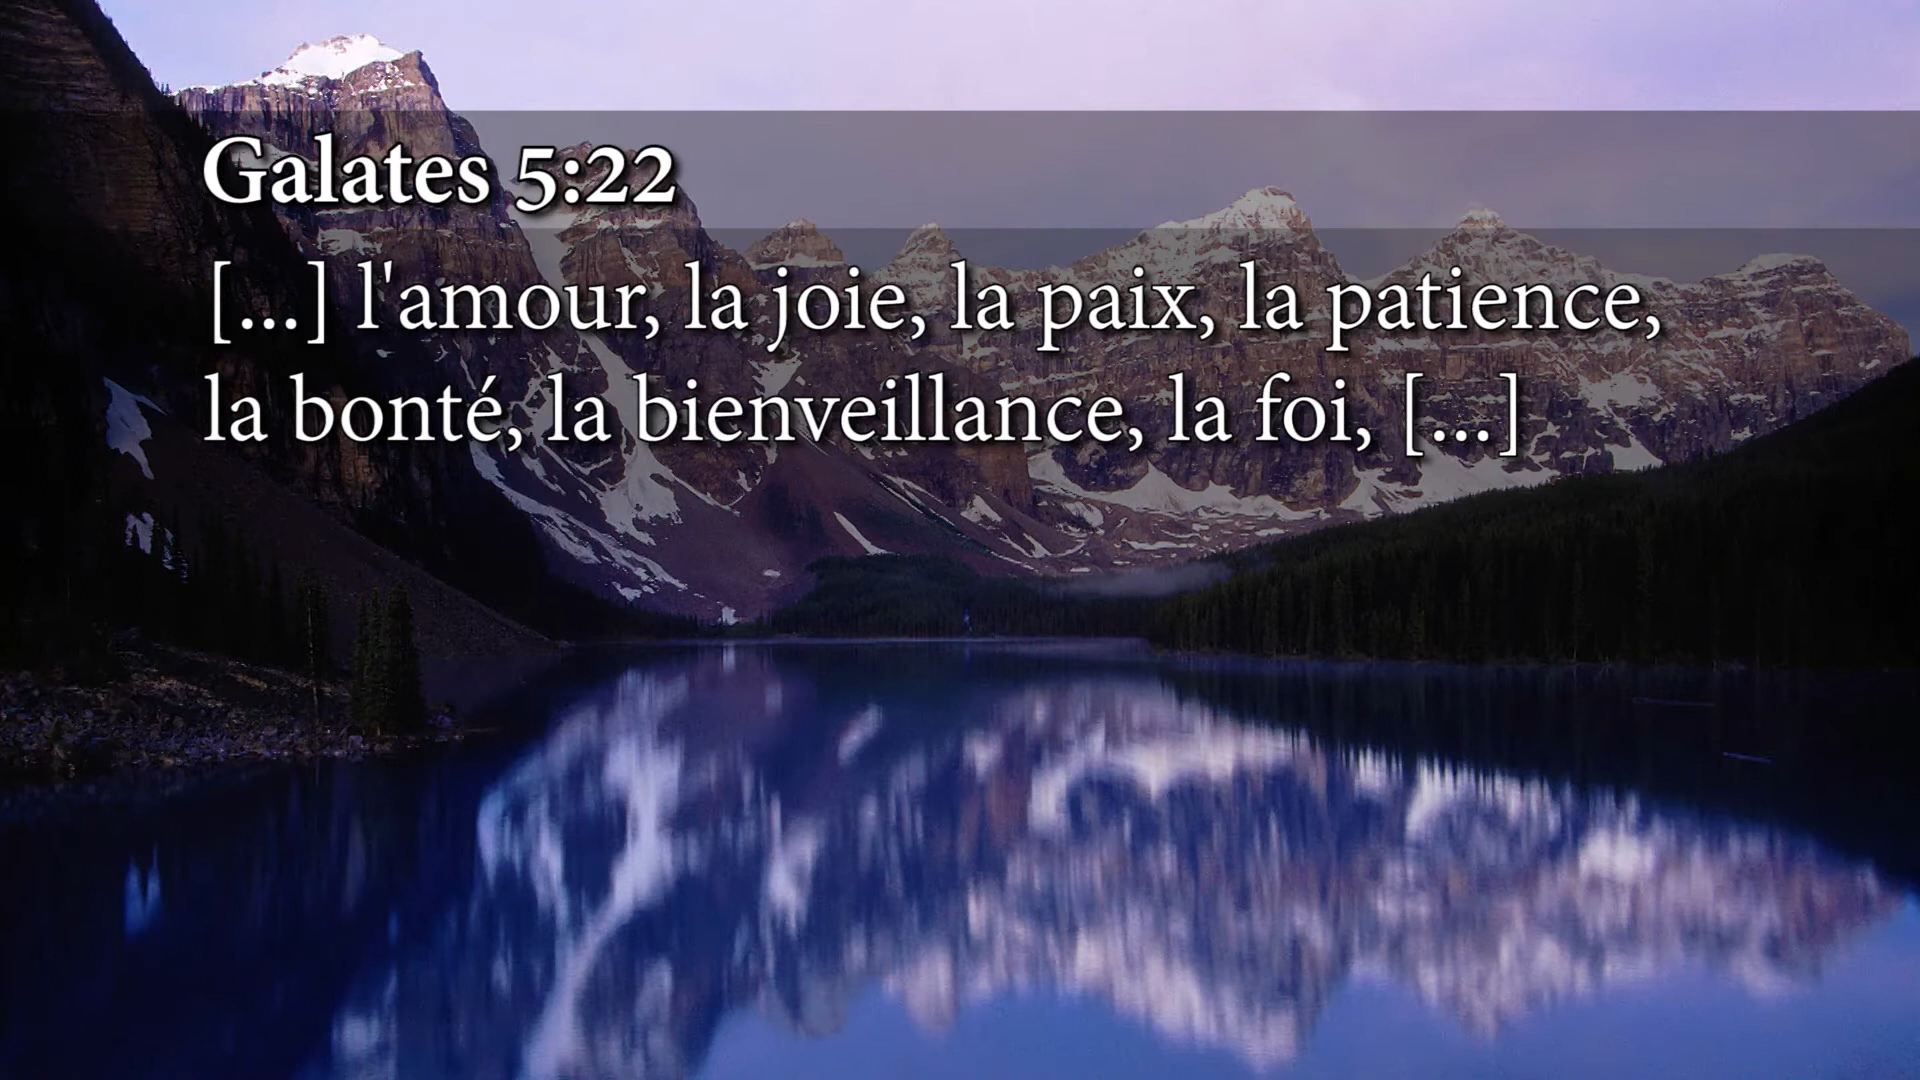 Galates 5:22
[...] l'amour, la joie, la paix, la patience,
la bonté, la bienveillance, la foi, [...]